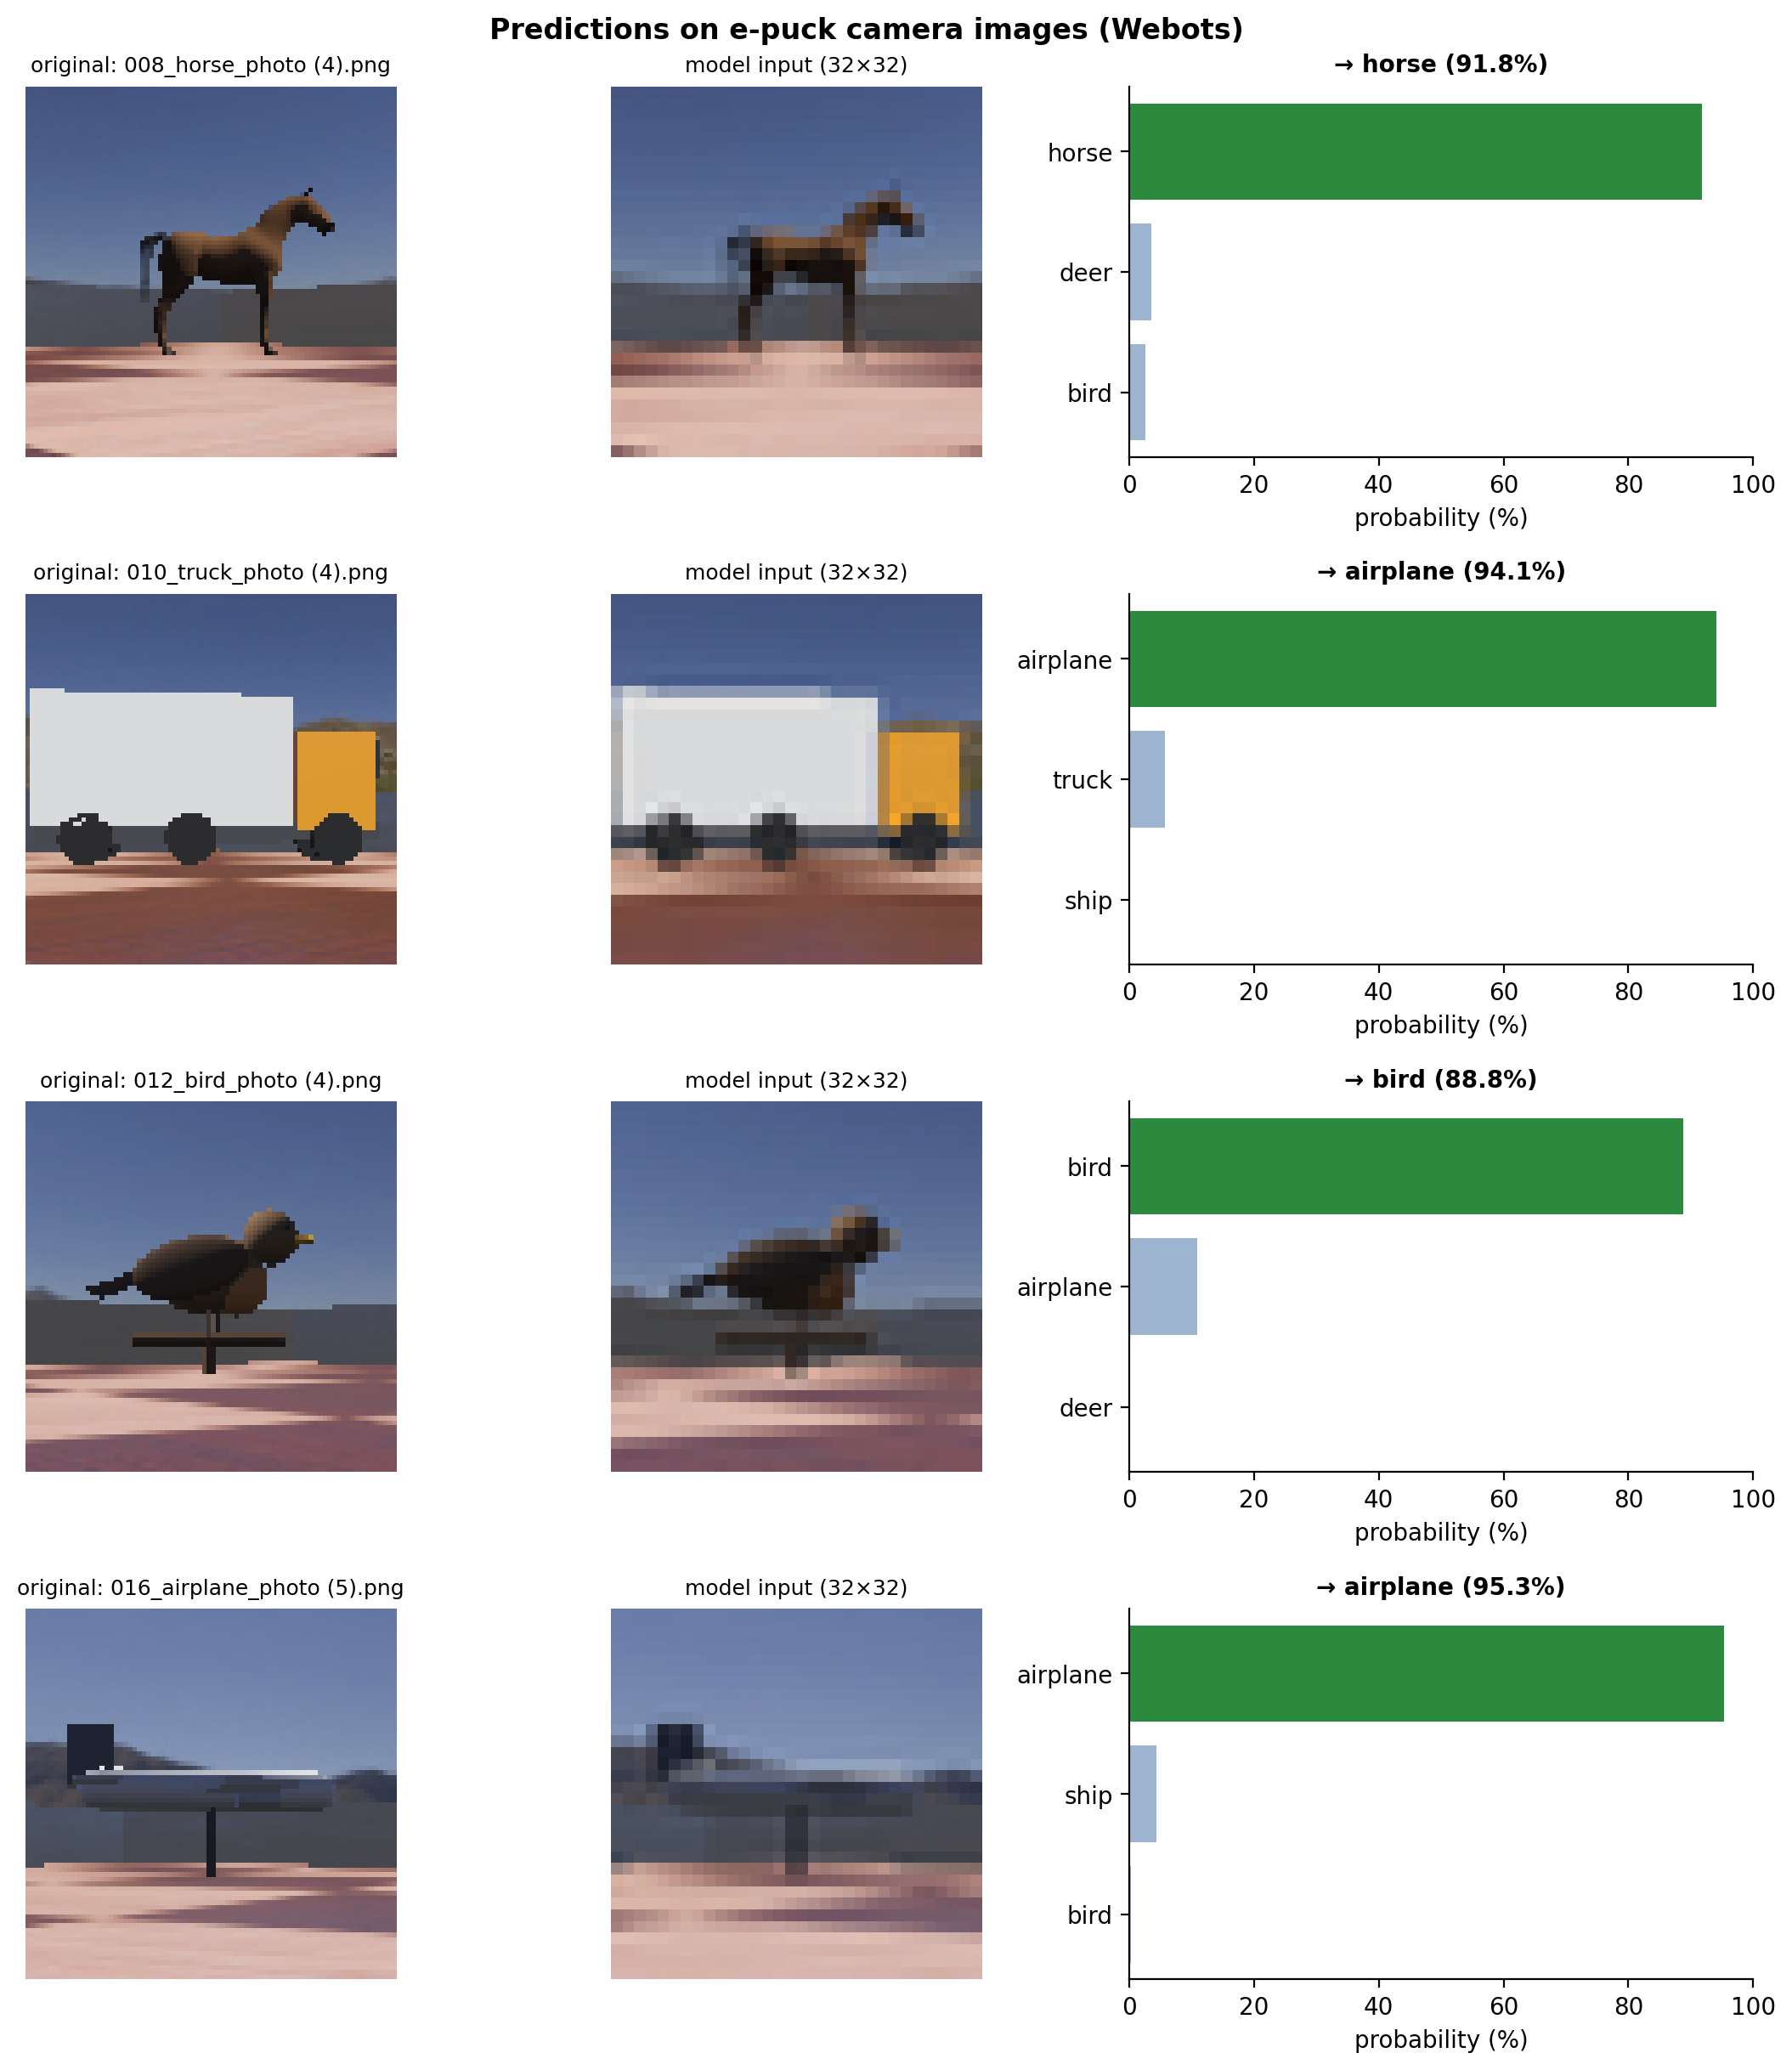 Predictions on e-puck camera images (Webots)
original: 008_horse_photo (4).png
model input (32×32)
→ horse (91.8%)
horse
deer
bird
0 20 40 60 80 100
probability (%)
original: 010_truck_photo (4).png
model input (32×32)
→ airplane (94.1%)
airplane
truck
ship
0 20 40 60 80 100
probability (%)
original: 012_bird_photo (4).png
model input (32×32)
→ bird (88.8%)
bird
airplane
deer
0 20 40 60 80 100
probability (%)
original: 016_airplane_photo (5).png
model input (32×32)
→ airplane (95.3%)
airplane
ship
bird
0 20 40 60 80 100
probability (%)